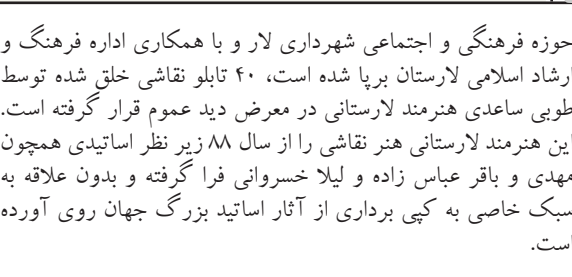 حوزه فرهنگی و اجتماعی شهرداری لار و با همکاری اداره فرهنگ و
ارشاد اسلامی لارستان برپا شده است، ۴۰ تابلو نقاشی خلق شده توسط
طوبی ساعدی هنرمند لارستانی در معرض دید عموم قرار گرفته است.
این هنرمند لارستانی هنر نقاشی را از سال ۸۸ زیر نظر اساتیدی همچون
مهدی و باقر عباس زاده و لیلا خسروانی فرا گرفته و بدون علاقه به
سبک خاصی به کپی برداری از آثار اساتید بزرگ جهان روی آورده
است.